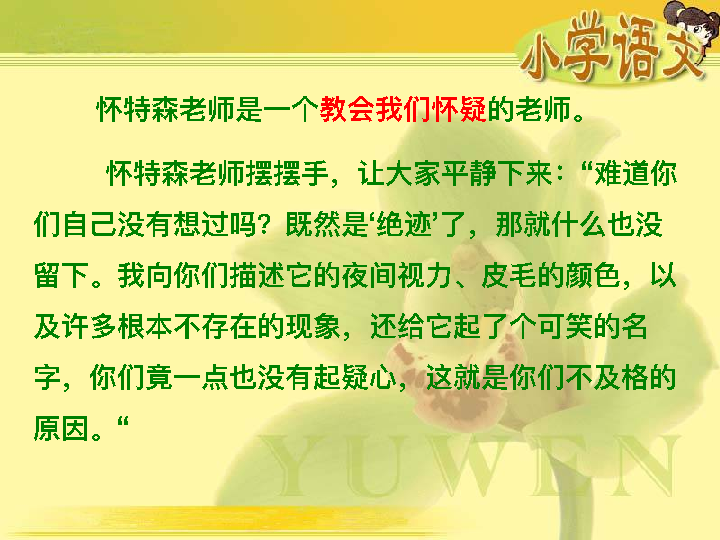 小学语文
怀特森老师是一个教会我们怀疑的老师。
怀特森老师摆摆手，让大家平静下来：“难道你
们自己没有想过吗？既然是‘绝迹’了，那就什么也没
留下。我向你们描述它的夜间视力、皮毛的颜色，以
及许多根本不存在的现象，还给它起了个可笑的名
字，你们竟一点也没有起疑心，这就是你们不及格的
原因。“
YUWEN